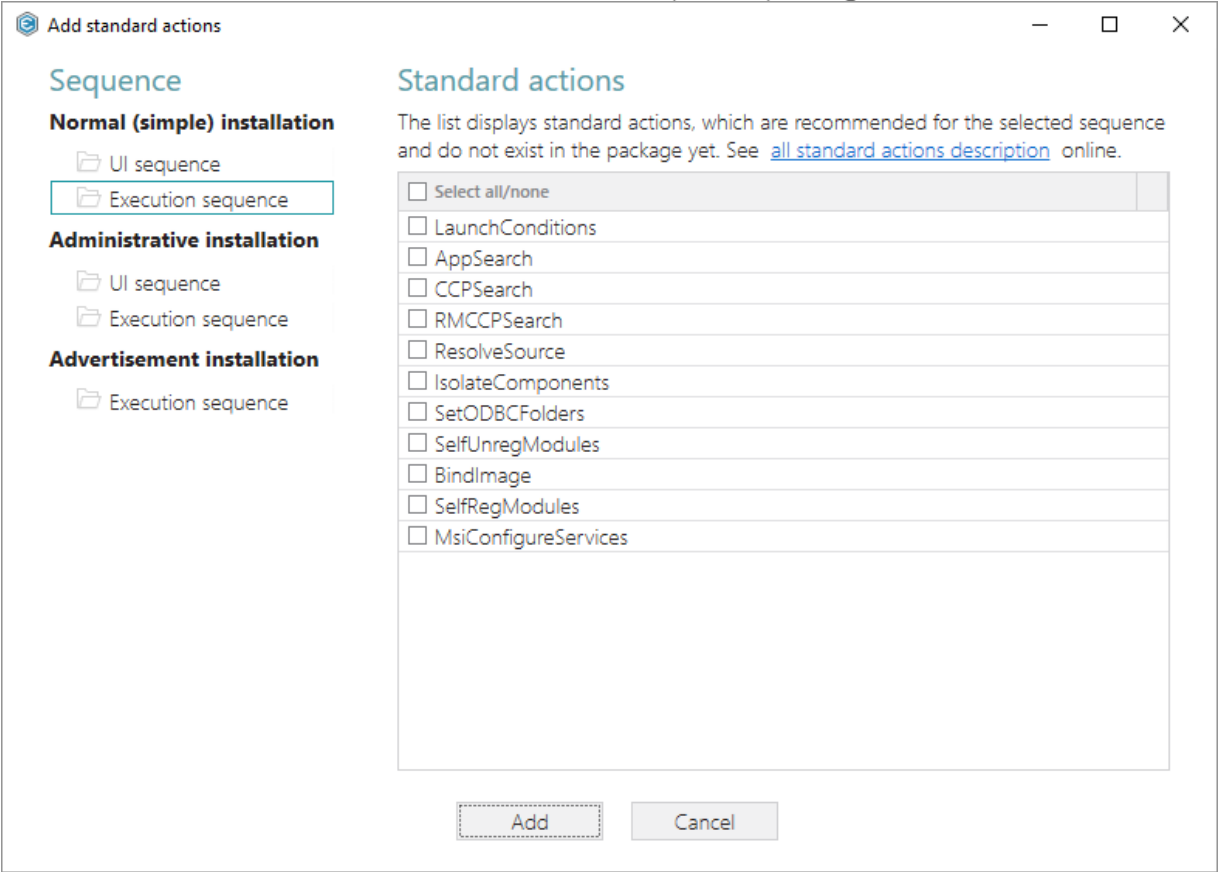 Add standard actions
Sequence
Normal (simple) installation
UI sequence
Execution sequence
Administrative installation
UI sequence
Execution sequence
Advertisement installation
Execution sequence
Standard actions
The list displays standard actions, which are recommended for the selected sequence
and do not exist in the package yet. See all standard actions description online.
Select all/none
LaunchConditions
AppSearch
CCPSearch
RMCCPSearch
ResolveSource
IsolateComponents
SetODBCFolders
SelfUnregModules
BindImage
SelfRegModules
MsiConfigureServices
Add
Cancel